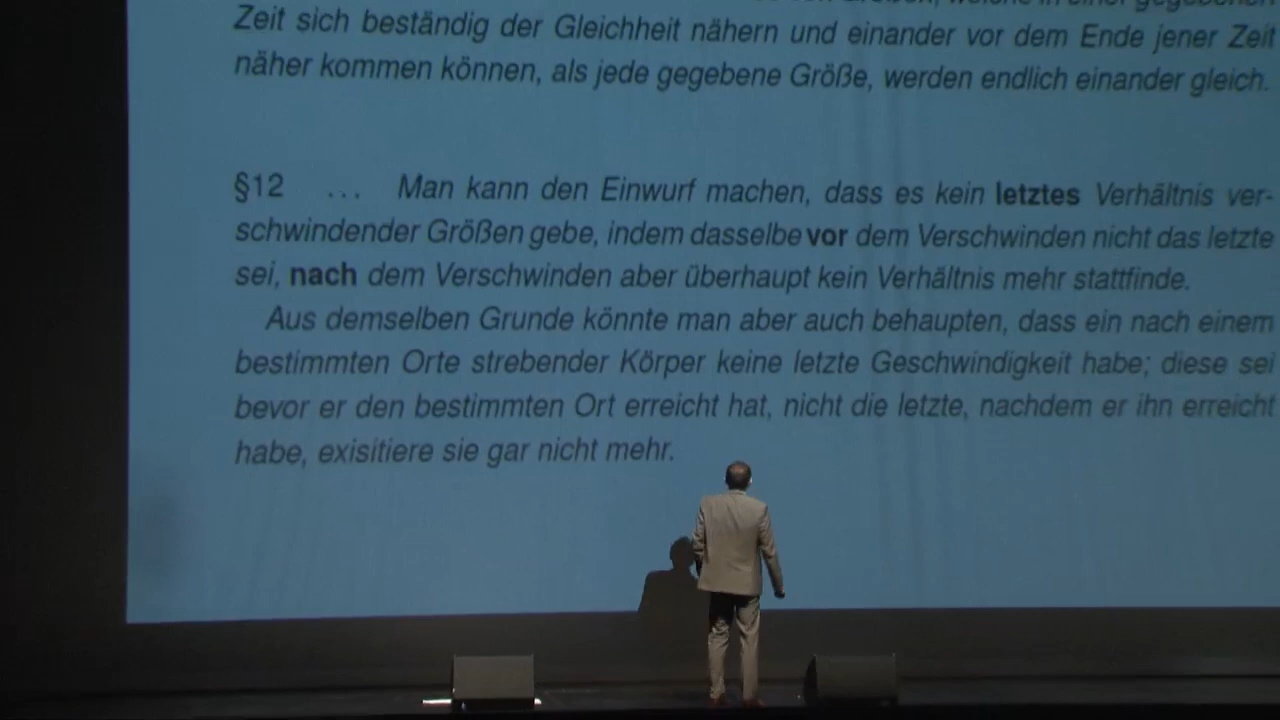 welche in einer gegebenen
Zeit sich beständig der Gleichheit nähern und einander vor dem Ende jener Zeit
näher kommen können, als jede gegebene Größe, werden endlich einander gleich.
§12 ... Man kann den Einwurf machen, dass es kein letztes Verhältnis ver-
schwindender Größen gebe, indem dasselbe vor dem Verschwinden nicht das letzte
sei, nach dem Verschwinden aber überhaupt kein Verhältnis mehr stattfinde.
Aus demselben Grunde könnte man aber auch behaupten, dass ein nach einem
bestimmten Orte strebender Körper keine letzte Geschwindigkeit habe; diese sei
bevor er den bestimmten Ort erreicht hat, nicht die letzte, nachdem er ihn erreicht
habe, exisitiere sie gar nicht mehr.